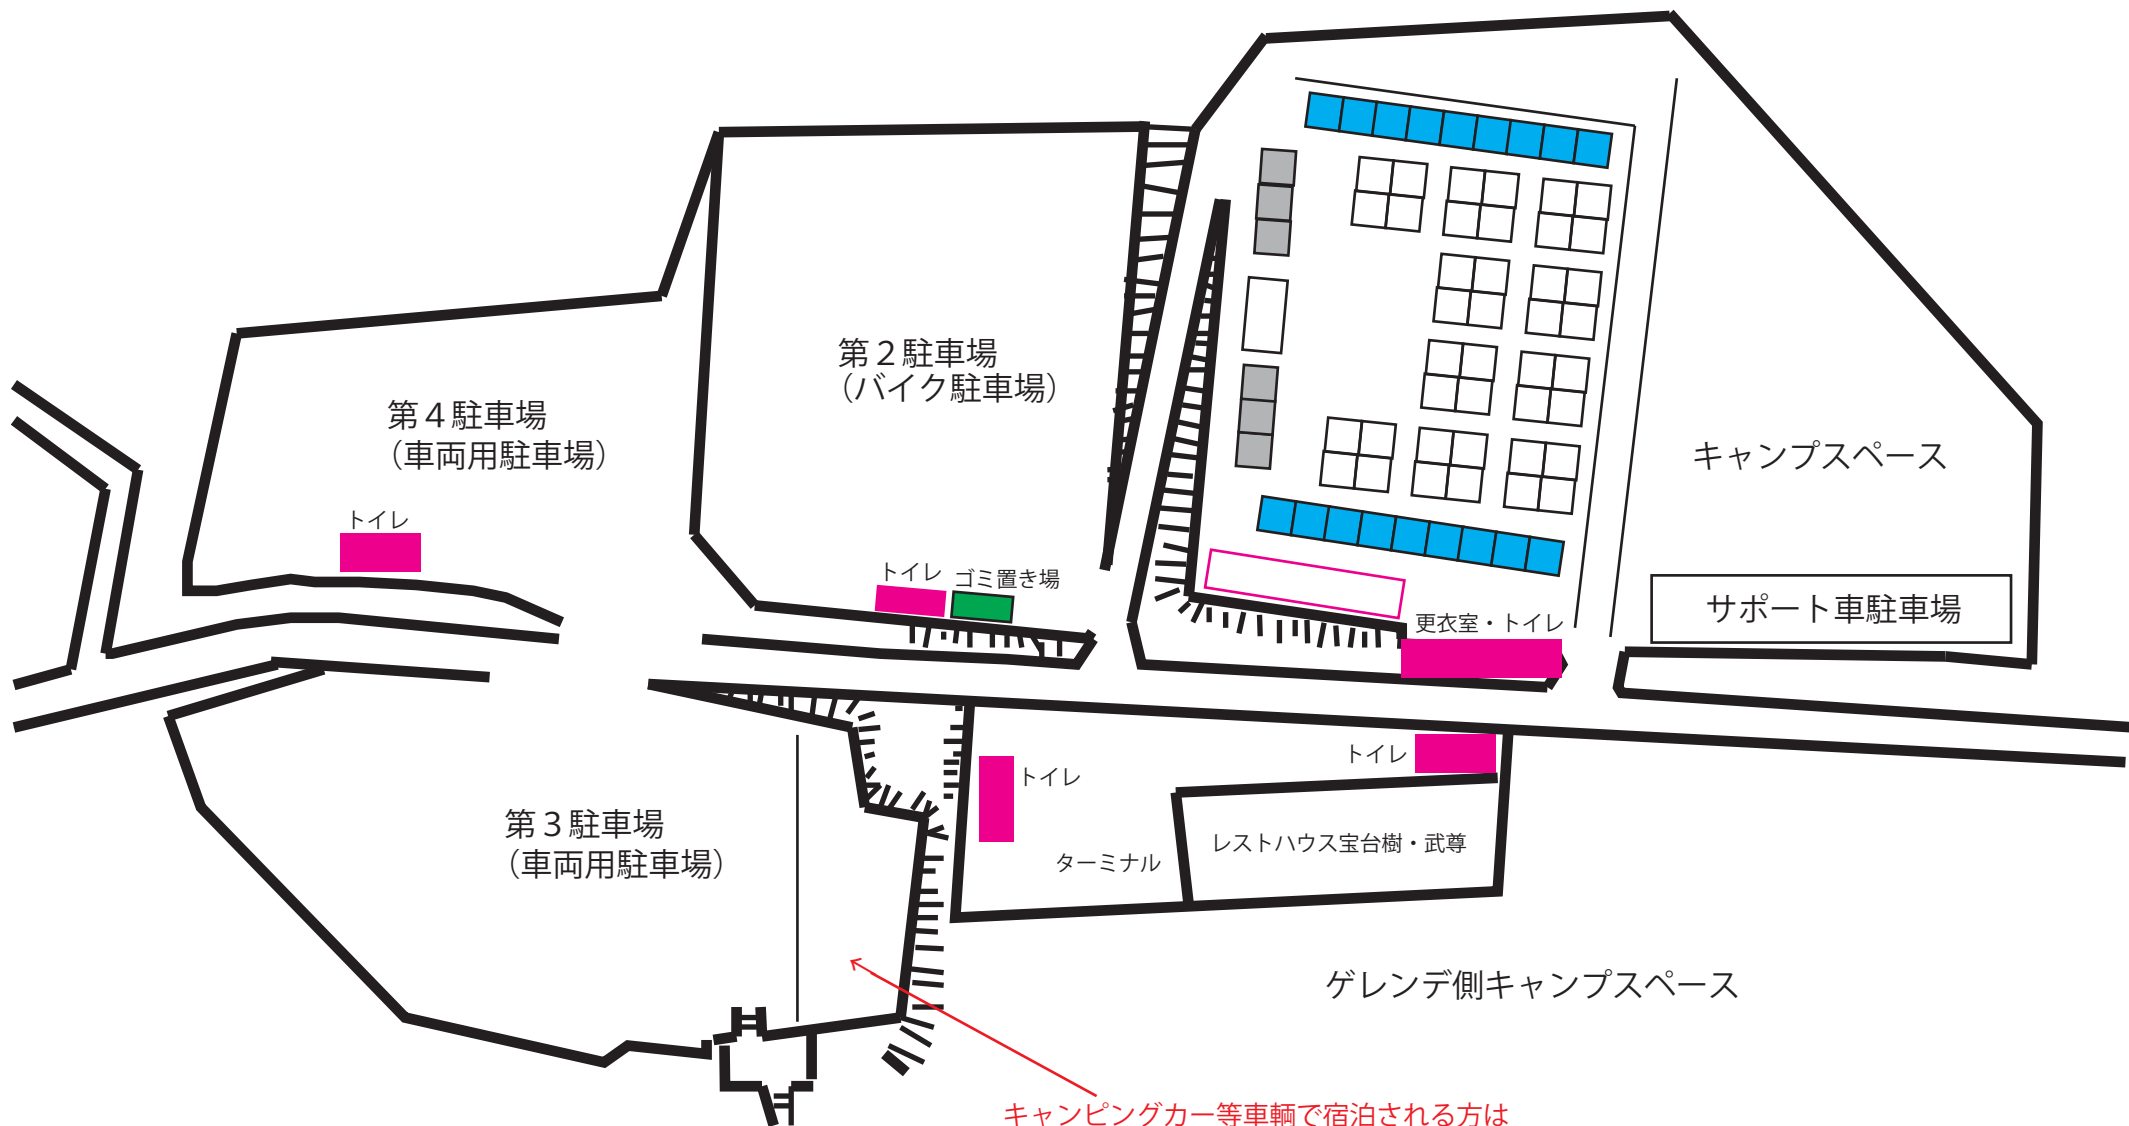 第２駐車場
（バイク駐車場）
第４駐車場
（車両用駐車場）
キャンプスペース
トイレ
トイレ
ゴミ置き場
サポート車駐車場
更衣室・トイレ
トイレ
トイレ
第３駐車場
（車両用駐車場）
ターミナル
レストハウス宝台樹・武尊
ゲレンデ側キャンプスペース
キャンピングカー等車輌で宿泊される方は